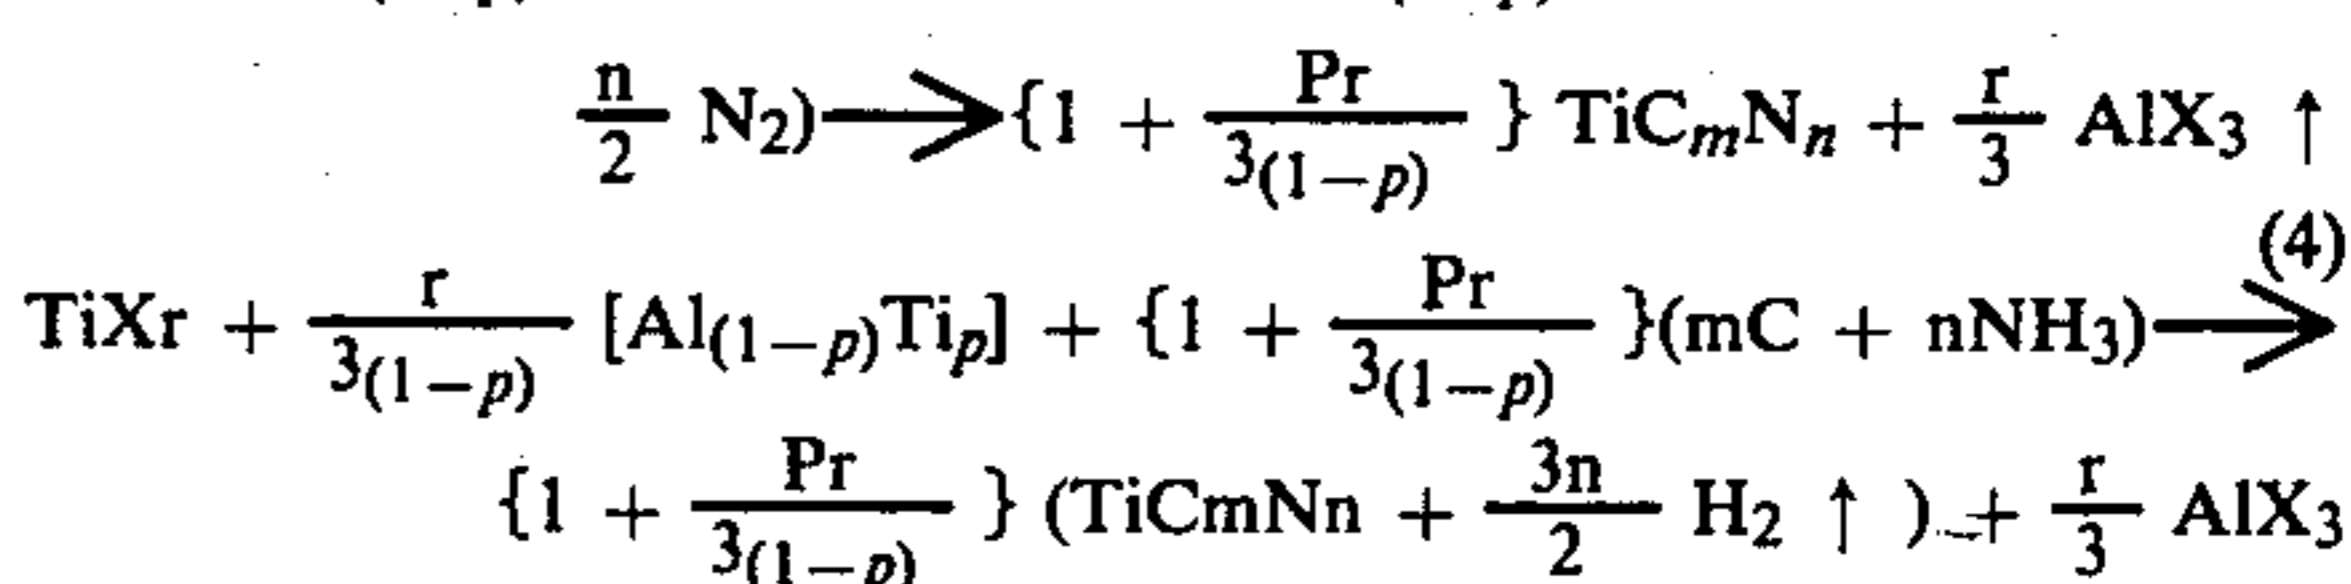 n/2 N₂) ⟶ {1 + Pr/3(1−p) } TiCₘNₙ + r/3 AlX₃ ↑
(4)
TiXr + r/3(1−p) [Al(1−p)Tiₚ] + {1 + Pr/3(1−p) }(mC + nNH₃) ⟶
{1 + Pr/3(1−p) } (TiCmNn + 3n/2 H₂ ↑ ) + r/3 AlX₃